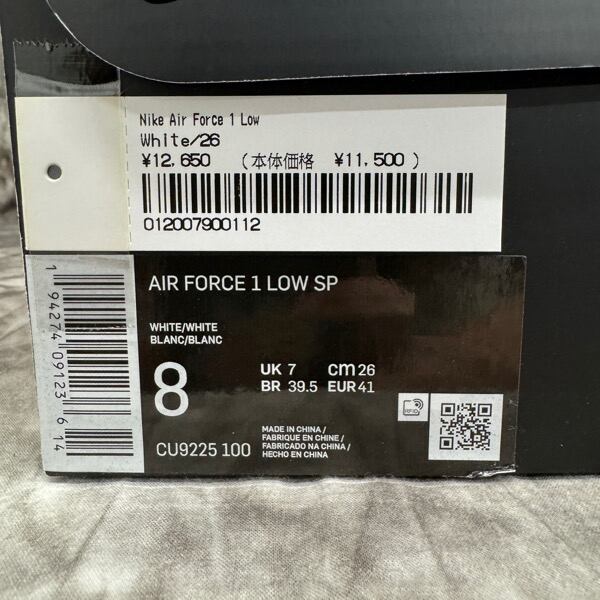 Nike Air Force 1 Low
White/26
¥12,650 (本体価格 ¥11,500)
012007900112
AIR FORCE 1 LOW SP
WHITE/WHITE
BLANC/BLANC
8
UK 7 cm 26
BR 39.5 EUR 41
CU9225 100
MADE IN CHINA /
FABRIQUE EN CHINE /
FABRICADO NA CHINA /
HECHO EN CHINA
RFID
1 94274 09123 6 14